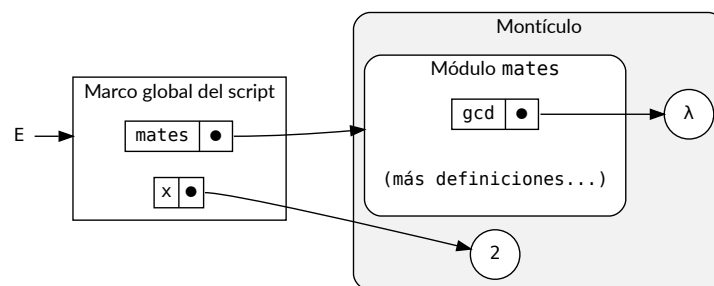 Montículo
Módulo mates
Marco global del script
gcd
λ
E
mates
(más definiciones...)
x
2